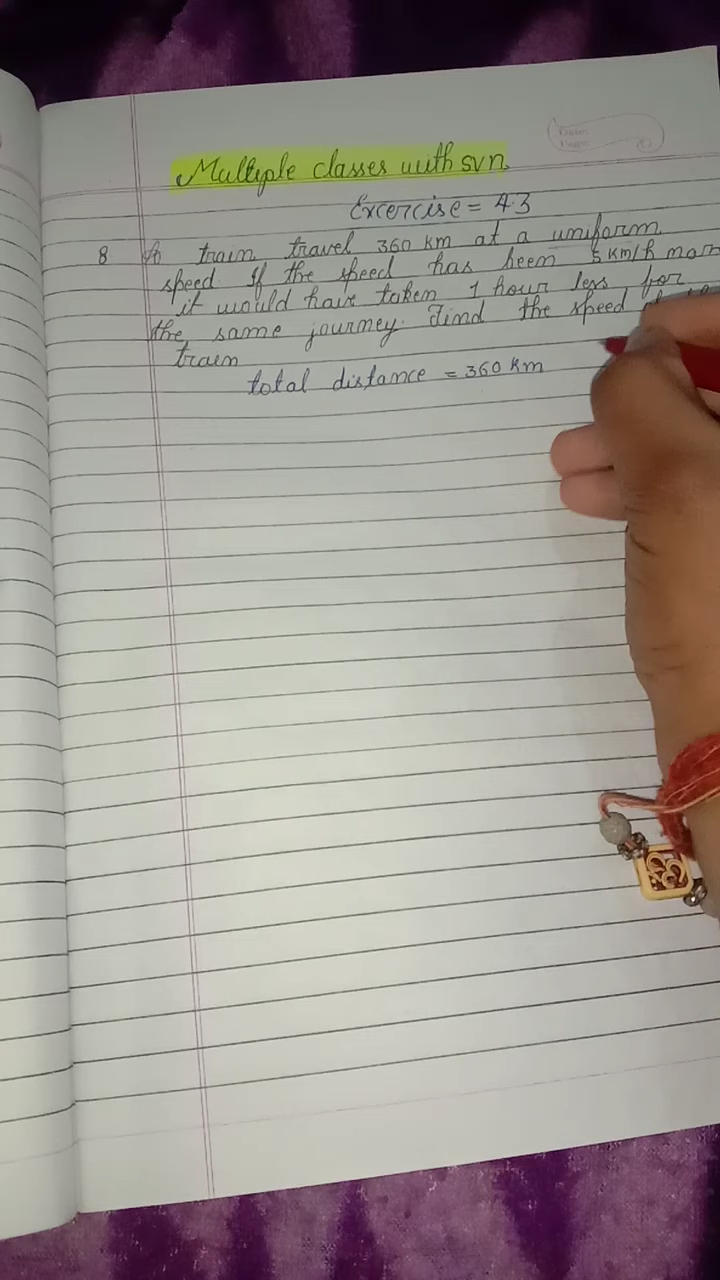 Multiple classes with svn
Excercise = 4.3
8 A train travel 360 km at a uniform
speed If the speed has been 5 km/h more
it would have taken 1 hour less for
the same journey. Find the speed
train
total distance = 360 km